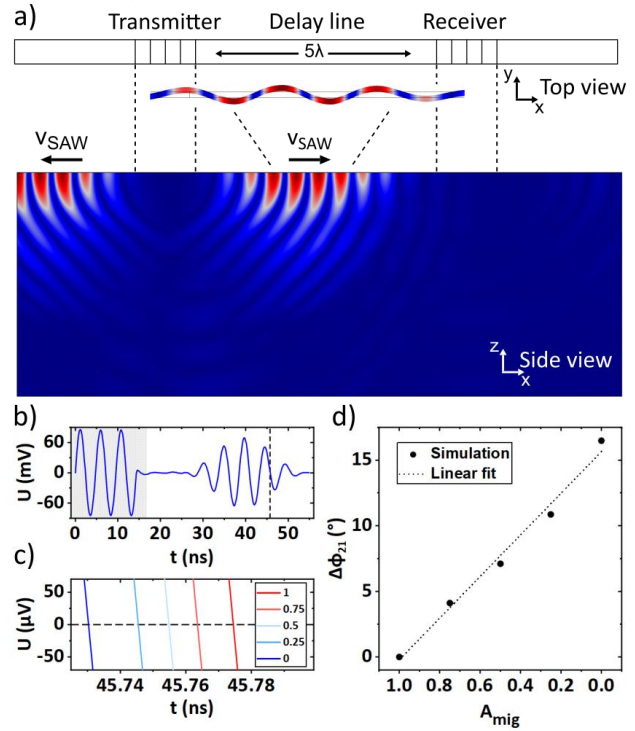 a)
Transmitter Delay line Receiver
5λ
y
x
Top view
vSAW vSAW
z
x
Side view
b)
U (mV)
60
0
-60
0 10 20 30 40 50
t (ns)
c)
U (µV)
50
0
-50
1
0.75
0.5
0.25
0
45.74 45.76 45.78
t (ns)
d)
Δϕ21 (°)
15
10
5
0
Simulation
Linear fit
1.0 0.8 0.6 0.4 0.2 0.0
Amig